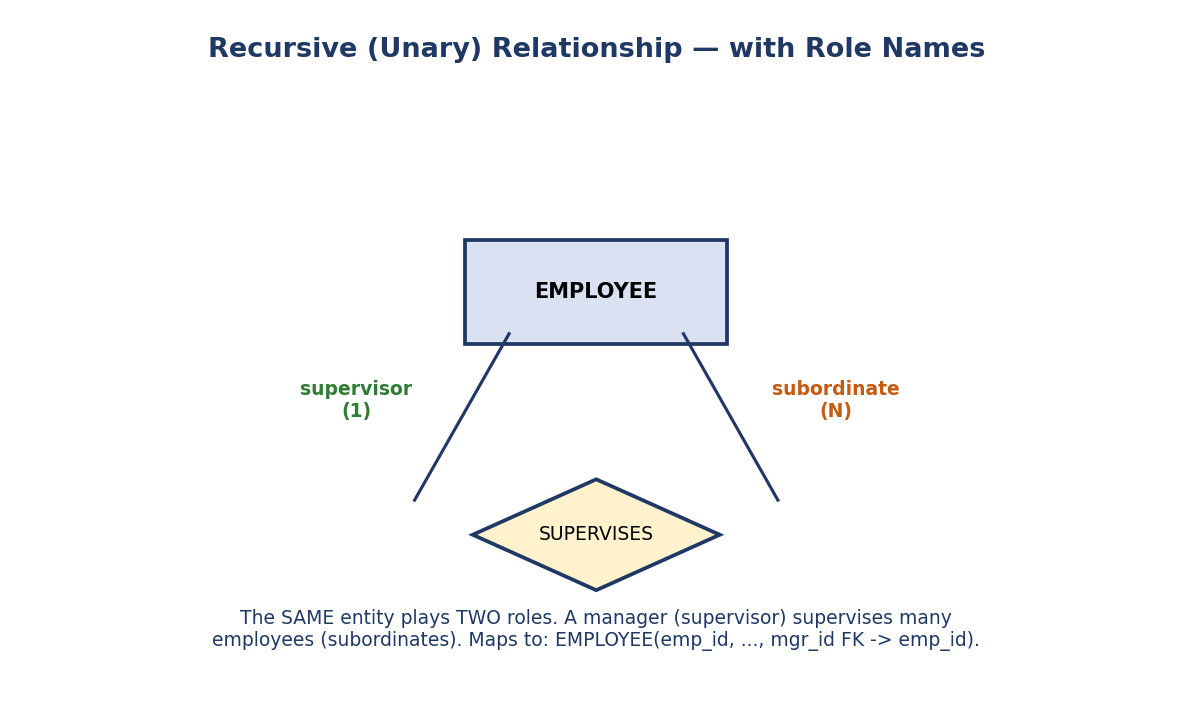 Recursive (Unary) Relationship — with Role Names
EMPLOYEE
supervisor
(1)
subordinate
(N)
SUPERVISES
The SAME entity plays TWO roles. A manager (supervisor) supervises many
employees (subordinates). Maps to: EMPLOYEE(emp_id, ..., mgr_id FK -> emp_id).